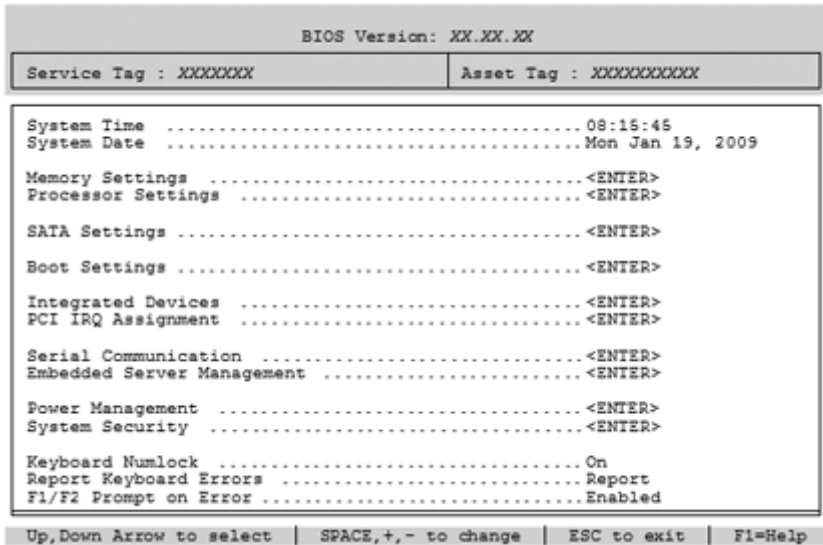 BIOS Version: XX.XX.XX
Service Tag : XXXXXXX Asset Tag : XXXXXXXXXX
System Time ........................................08:15:45
System Date ........................................Mon Jan 19, 2009
Memory Settings ....................................<ENTER>
Processor Settings .................................<ENTER>
SATA Settings .......................................<ENTER>
Boot Settings .......................................<ENTER>
Integrated Devices ..................................<ENTER>
PCI IRQ Assignment .................................<ENTER>
Serial Communication ...............................<ENTER>
Embedded Server Management .........................<ENTER>
Power Management ...................................<ENTER>
System Security ....................................<ENTER>
Keyboard Numlock ...................................On
Report Keyboard Errors .............................Report
F1/F2 Prompt on Error ...............................Enabled
Up,Down Arrow to select | SPACE,+,- to change | ESC to exit | F1=Help